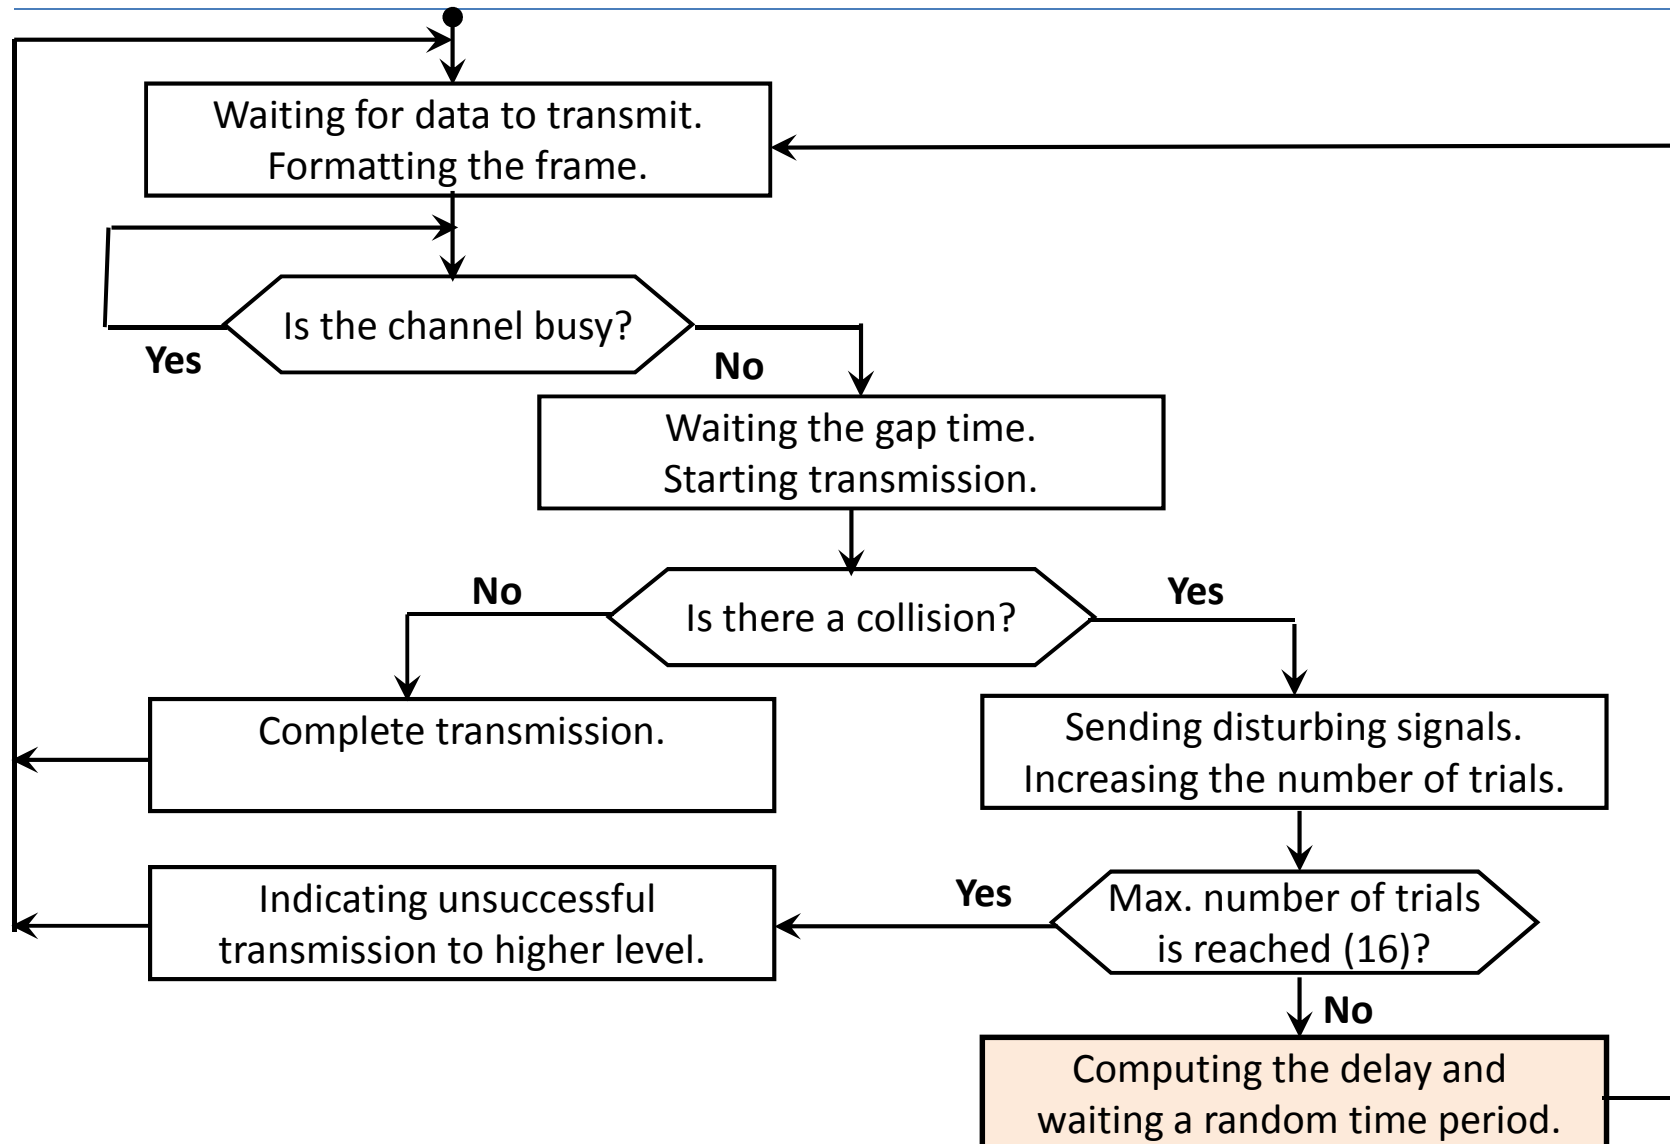 Waiting for data to transmit.
Formatting the frame.
Is the channel busy?
Yes
No
Waiting the gap time.
Starting transmission.
No
Is there a collision?
Yes
Complete transmission.
Sending disturbing signals.
Increasing the number of trials.
Indicating unsuccessful
transmission to higher level.
Yes
Max. number of trials
is reached (16)?
No
Computing the delay and
waiting a random time period.